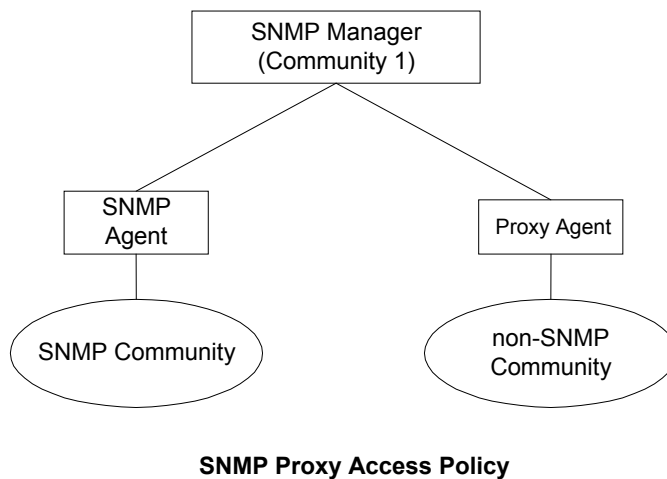 SNMP Manager
(Community 1)
SNMP
Agent
Proxy Agent
SNMP Community
non-SNMP
Community
SNMP Proxy Access Policy